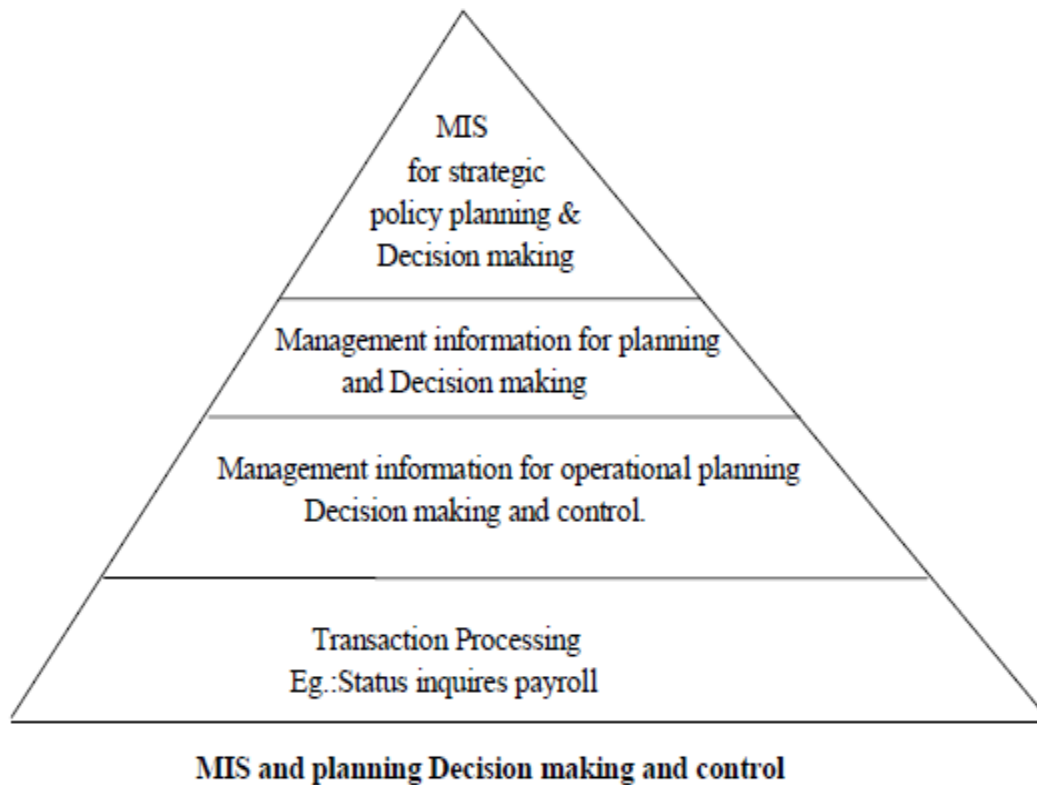 MIS
for strategic
policy planning &
Decision making
Management information for planning
and Decision making
Management information for operational planning
Decision making and control.
Transaction Processing
Eg.:Status inquires payroll
MIS and planning Decision making and control